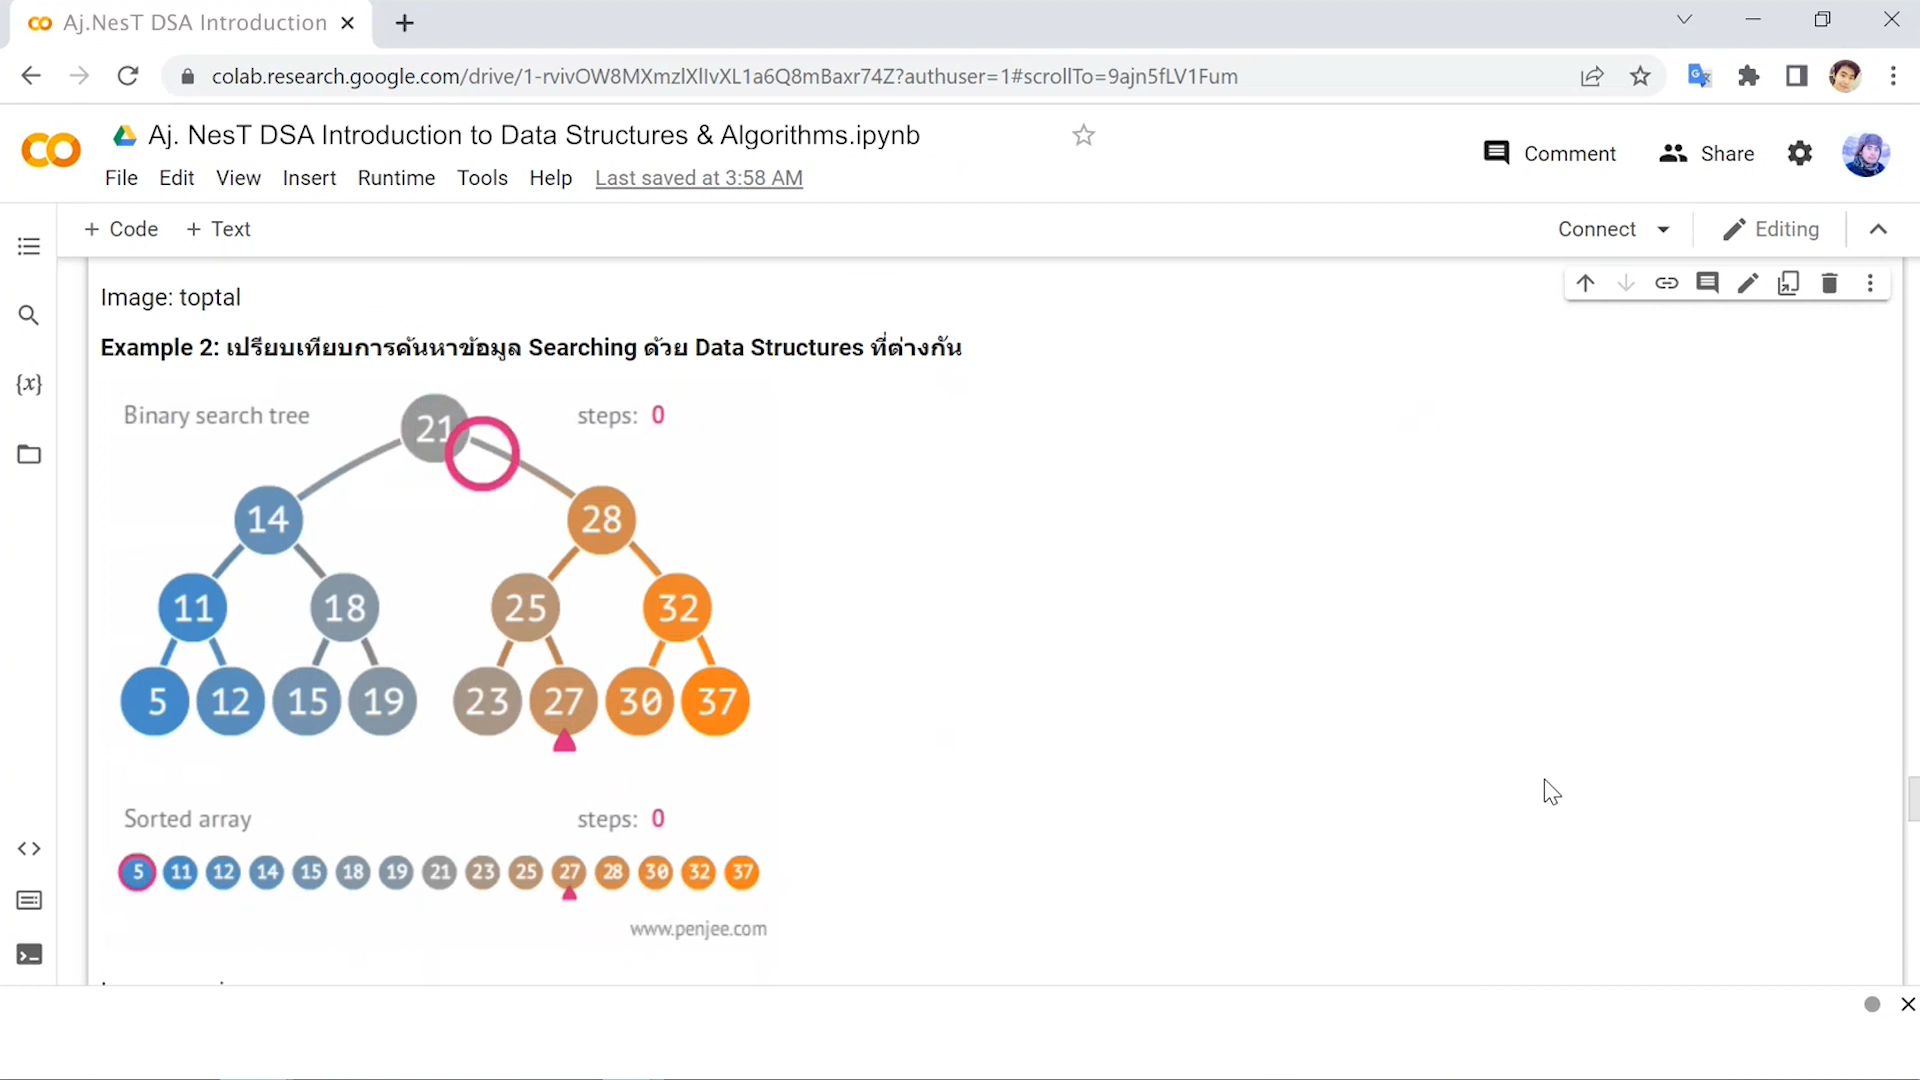 Aj.NesT DSA Introduction
colab.research.google.com/drive/1-rvivOW8MXmzlXlIvXL1a6Q8mBaxr74Z?authuser=1#scrollTo=9ajn5fLV1Fum
Aj. NesT DSA Introduction to Data Structures & Algorithms.ipynb
Comment
Share
File Edit View Insert Runtime Tools Help Last saved at 3:58 AM
+ Code + Text
Connect
Editing
Image: toptal
Example 2: เปรียบเทียบการค้นหาข้อมูล Searching ด้วย Data Structures ที่ต่างกัน
Binary search tree
steps: 0
21
14 28
11 18 25 32
5 12 15 19 23 27 30 37
Sorted array
steps: 0
5 11 12 14 15 18 19 21 23 25 27 28 30 32 37
www.penjee.com